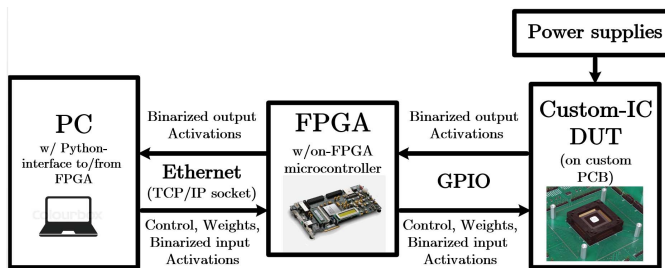 Power supplies
PC
w/ Python-
interface to/from
FPGA
Binarized output
Activations
Ethernet
(TCP/IP socket)
Control, Weights,
Binarized input
Activations
FPGA
w/on-FPGA
microcontroller
Binarized output
Activations
GPIO
Control, Weights,
Binarized input
Activations
Custom-IC
DUT
(on custom
PCB)